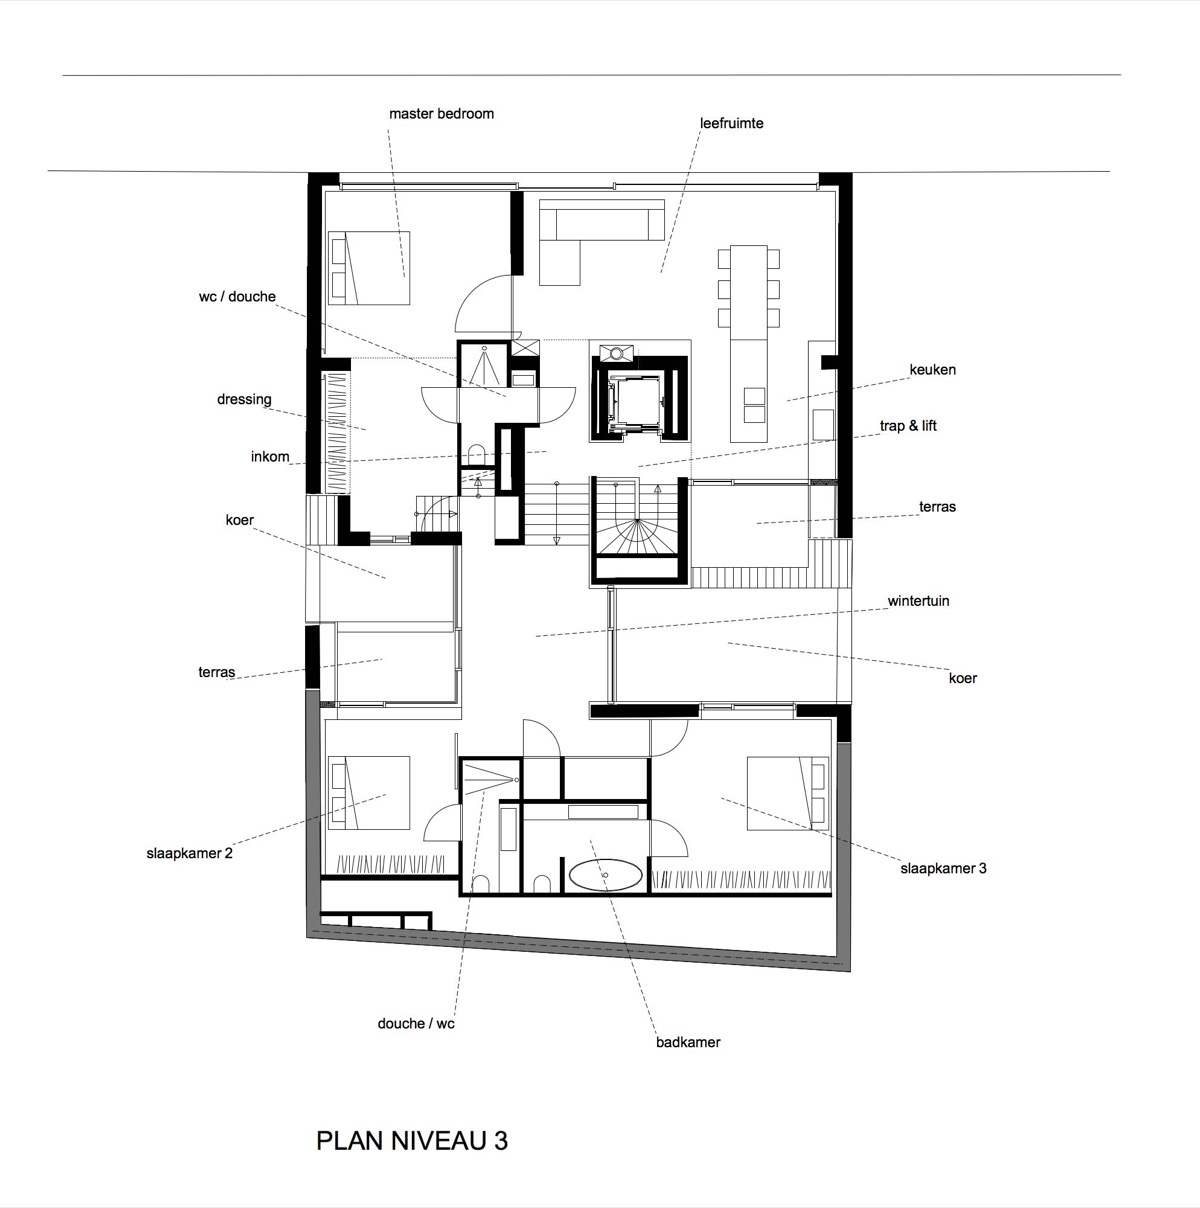 master bedroom
leefruimte
wc / douche
keuken
dressing
trap & lift
inkom
terras
koer
wintertuin
terras
koer
slaapkamer 2
slaapkamer 3
douche / wc
badkamer
PLAN NIVEAU 3